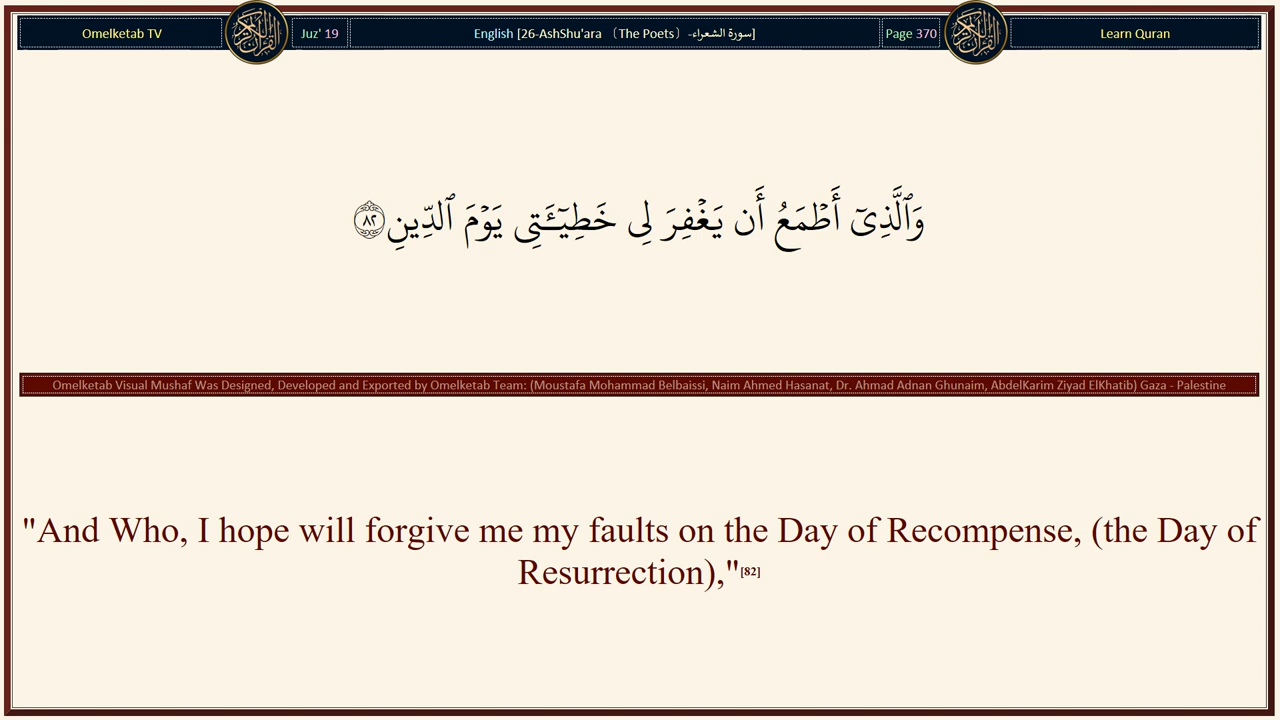 Omelketab TV
Juz' 19
English [26-AshShu'ara （The Poets）-سورة الشعراء]
Page 370
Learn Quran
وَٱلَّذِىٓ أَطْمَعُ أَن يَغْفِرَ لِى خَطِيٓـَٔتِى يَوْمَ ٱلدِّينِ ٨٢
Omelketab Visual Mushaf Was Designed, Developed and Exported by Omelketab Team: (Moustafa Mohammad Belbaissi, Naim Ahmed Hasanat, Dr. Ahmad Adnan Ghunaim, AbdelKarim Ziyad ElKhatib) Gaza - Palestine
"And Who, I hope will forgive me my faults on the Day of Recompense, (the Day of
Resurrection),"[82]